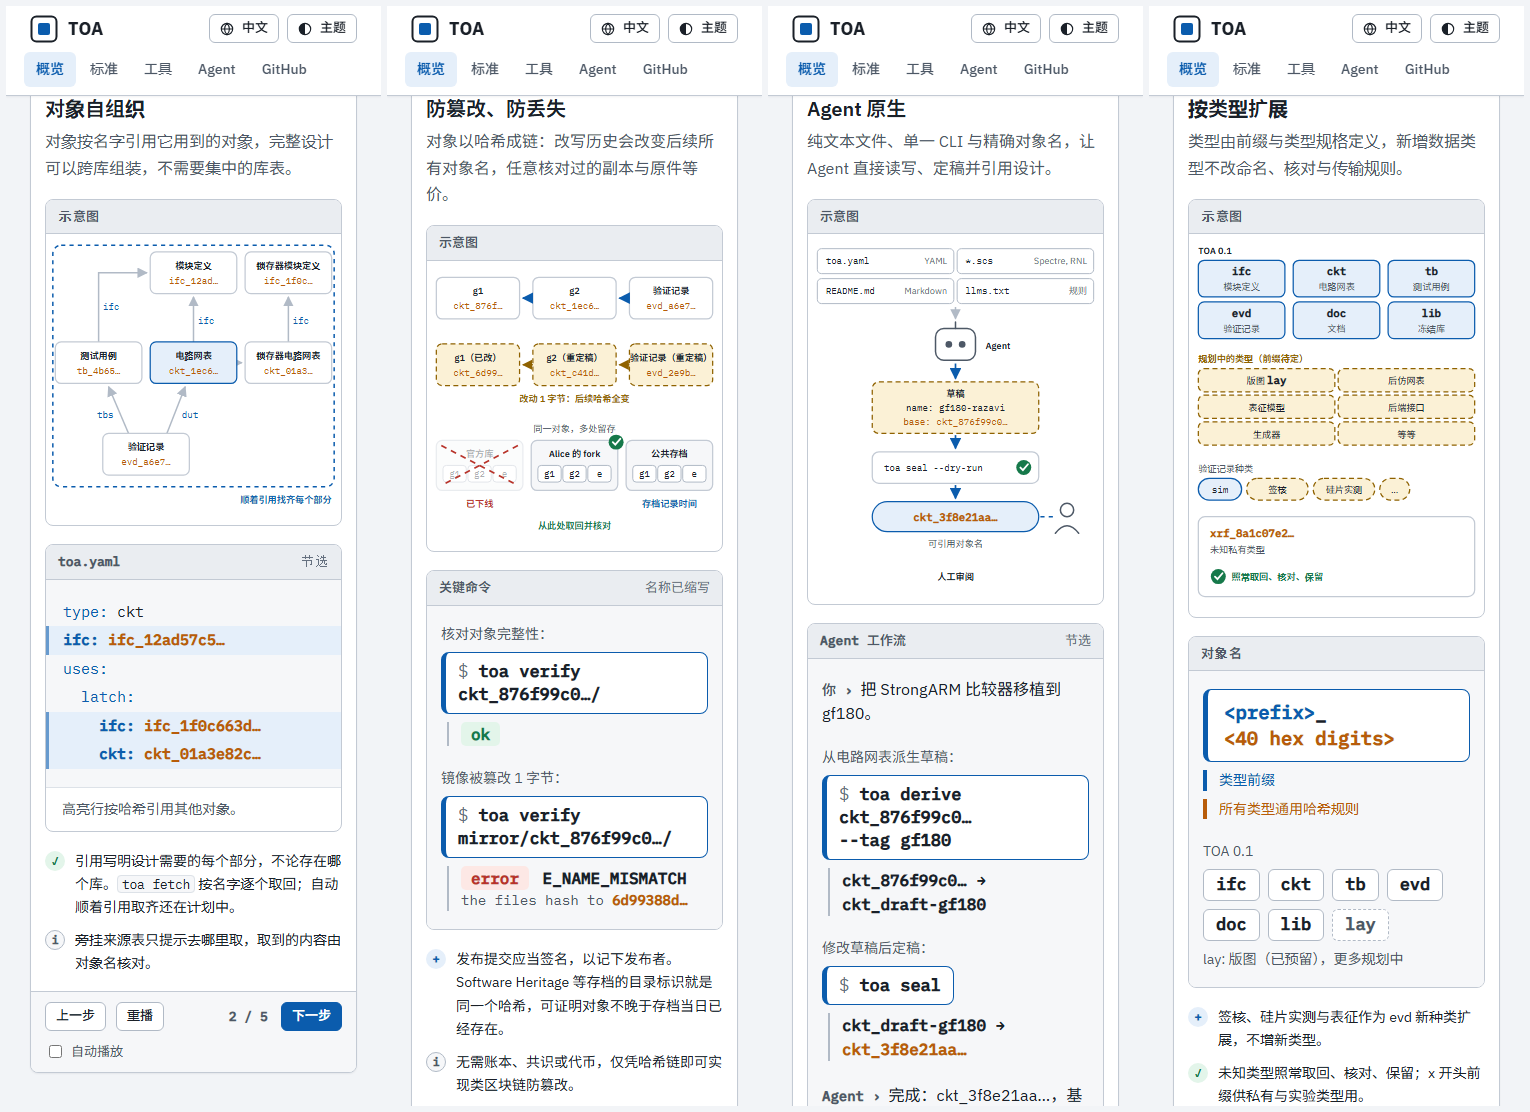 TOA
中文
主题
概览
标准
工具
Agent
GitHub
对象自组织
对象按名字引用它用到的对象，完整设计
可以跨库组装，不需要集中的库表。
示意图
模块定义
ifc_12ad…
锁存器模块定义
ifc_1f0c…
ifc
ifc
ifc
测试用例
tb_4b65…
电路网表
ckt_1ec6…
锁存器电路网表
ckt_01a3…
tbs
dut
验证记录
evd_a6e7…
顺着引用找齐每个部分
toa.yaml
节选
type: ckt
ifc: ifc_12ad57c5…
uses:
latch:
ifc: ifc_1f0c663d…
ckt: ckt_01a3e82c…
高亮行按哈希引用其他对象。
引用写明设计需要的每个部分，不论存在哪
个库。toa fetch 按名字逐个取回；自动
顺着引用取齐还在计划中。
旁挂来源表只提示去哪里取，取到的内容由
对象名核对。
上一步
重播
2 / 5
下一步
自动播放
TOA
中文
主题
概览
标准
工具
Agent
GitHub
防篡改、防丢失
对象以哈希成链：改写历史会改变后续所
有对象名，任意核对过的副本与原件等
价。
示意图
g1
ckt_876f…
g2
ckt_1ec6…
验证记录
evd_a6e7…
g1（已改）
ckt_6d99…
g2（重定稿）
ckt_c41d…
验证记录（重定稿）
evd_2e9b…
改动 1 字节：后续哈希全变
同一对象，多处留存
官方库
g1
g2
e
Alice 的 fork
g1
g2
e
公共存档
g1
g2
e
已下线
存档记录时间
从此处取回并核对
关键命令
名称已缩写
核对对象完整性：
$ toa verify
ckt_876f99c0…/
ok
镜像被篡改 1 字节：
$ toa verify
mirror/ckt_876f99c0…/
error E_NAME_MISMATCH
the files hash to 6d99388d…
发布提交应当签名，以记下发布者。
Software Heritage 等存档的目录标识就是
同一个哈希，可证明对象不晚于存档当日已
经存在。
无需账本、共识或代币，仅凭哈希链即可实
现类区块链防篡改。
TOA
中文
主题
概览
标准
工具
Agent
GitHub
Agent 原生
纯文本文件、单一 CLI 与精确对象名，让
Agent 直接读写、定稿并引用设计。
示意图
toa.yaml
YAML
*.scs
Spectre, RNL
README.md
Markdown
llms.txt
规则
Agent
草稿
name: gf180-razavi
base: ckt_876f99c0…
toa seal --dry-run
ckt_3f8e21aa…
可引用对象名
人工审阅
Agent 工作流
节选
你 › 把 StrongARM 比较器移植到
gf180。
从电路网表派生草稿：
$ toa derive
ckt_876f99c0…
--tag gf180
ckt_876f99c0… →
ckt_draft-gf180
修改草稿后定稿：
$ toa seal
ckt_draft-gf180 →
ckt_3f8e21aa…
Agent › 完成：ckt_3f8e21aa…，基
TOA
中文
主题
概览
标准
工具
Agent
GitHub
按类型扩展
类型由前缀与类型规格定义，新增数据类
型不改命名、核对与传输规则。
示意图
TOA 0.1
ifc
模块定义
ckt
电路网表
tb
测试用例
evd
验证记录
doc
文档
lib
冻结库
规划中的类型（前缀待定）
版图 lay
后仿网表
表征模型
后端接口
生成器
等等
验证记录种类
sim
签核
硅片实测
…
xrf_8a1c07e2…
未知私有类型
照常取回、核对、保留
对象名
<prefix>_
<40 hex digits>
类型前缀
所有类型通用哈希规则
TOA 0.1
ifc
ckt
tb
evd
doc
lib
lay
lay: 版图（已预留），更多规划中
签核、硅片实测与表征作为 evd 新种类扩
展，不增新类型。
未知类型照常取回、核对、保留；x 开头前
缀供私有与实验类型用。